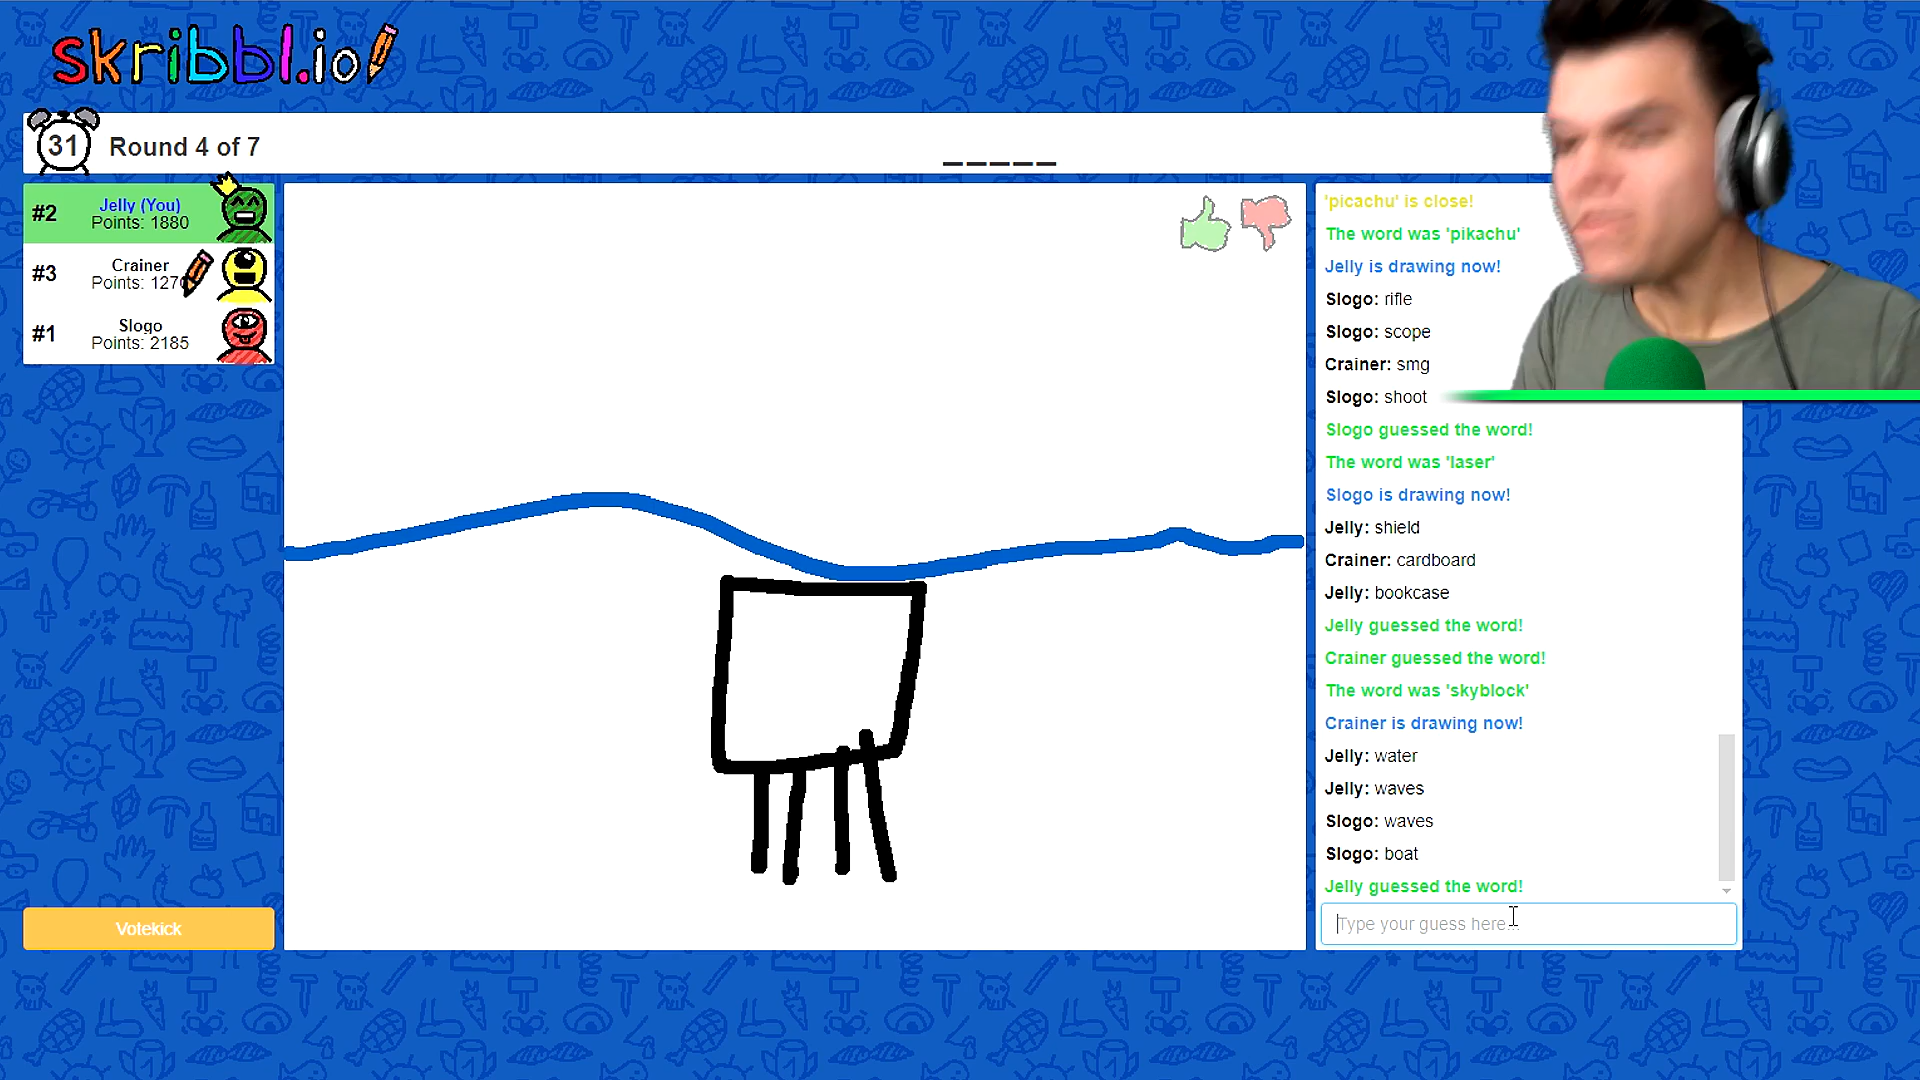 skribbl.io
31
Round 4 of 7
_____
#2
Jelly (You)
Points: 1880
#3
Crainer
Points: 1270
#1
Slogo
Points: 2185
Votekick
'picachu' is close!
The word was 'pikachu'
Jelly is drawing now!
Slogo: rifle
Slogo: scope
Crainer: smg
Slogo: shoot
Slogo guessed the word!
The word was 'laser'
Slogo is drawing now!
Jelly: shield
Crainer: cardboard
Jelly: bookcase
Jelly guessed the word!
Crainer guessed the word!
The word was 'skyblock'
Crainer is drawing now!
Jelly: water
Jelly: waves
Slogo: waves
Slogo: boat
Jelly guessed the word!
Type your guess here...